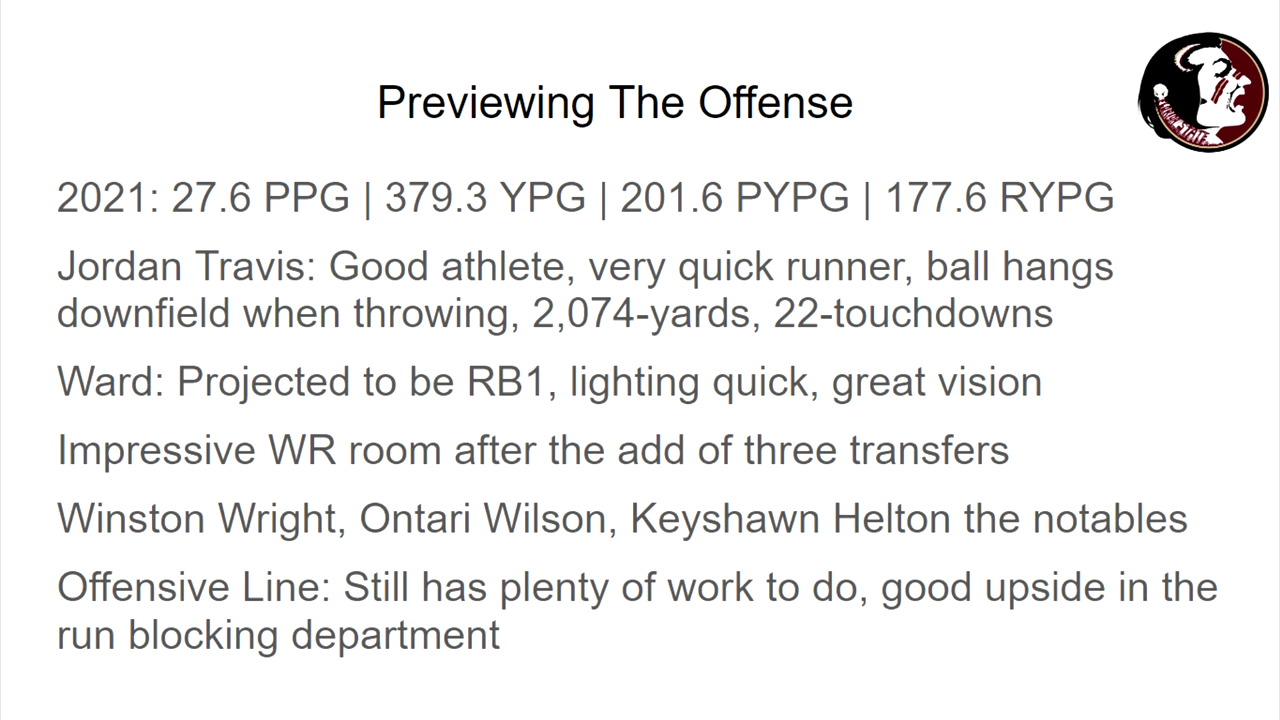 Previewing The Offense
2021: 27.6 PPG | 379.3 YPG | 201.6 PYPG | 177.6 RYPG
Jordan Travis: Good athlete, very quick runner, ball hangs
downfield when throwing, 2,074-yards, 22-touchdowns
Ward: Projected to be RB1, lighting quick, great vision
Impressive WR room after the add of three transfers
Winston Wright, Ontari Wilson, Keyshawn Helton the notables
Offensive Line: Still has plenty of work to do, good upside in the
run blocking department